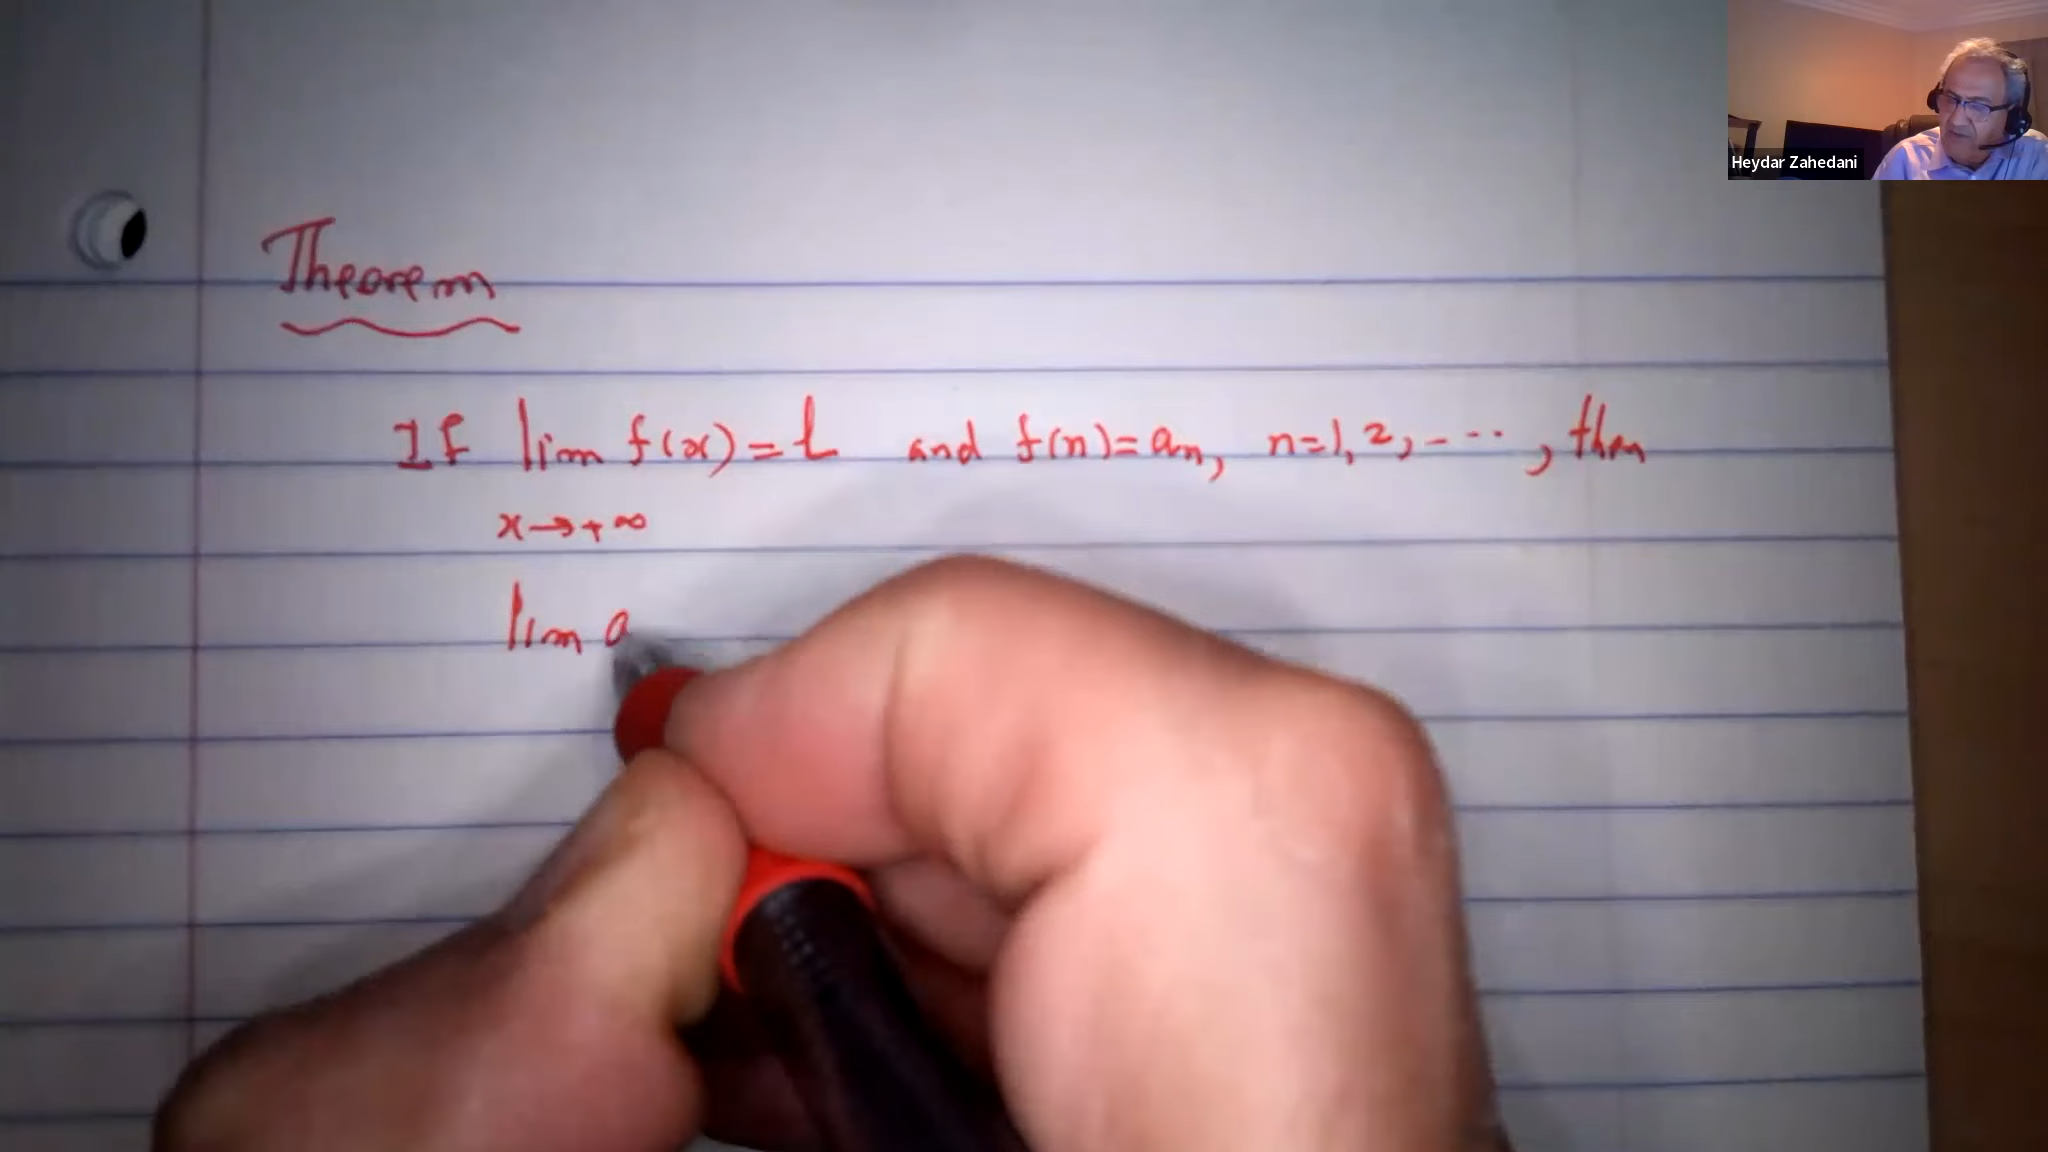 Heydar Zahedani
Theorem
If lim f(x) = L and f(n) = aₙ, n=1, 2, - ..., then
x → + ∞
lim a